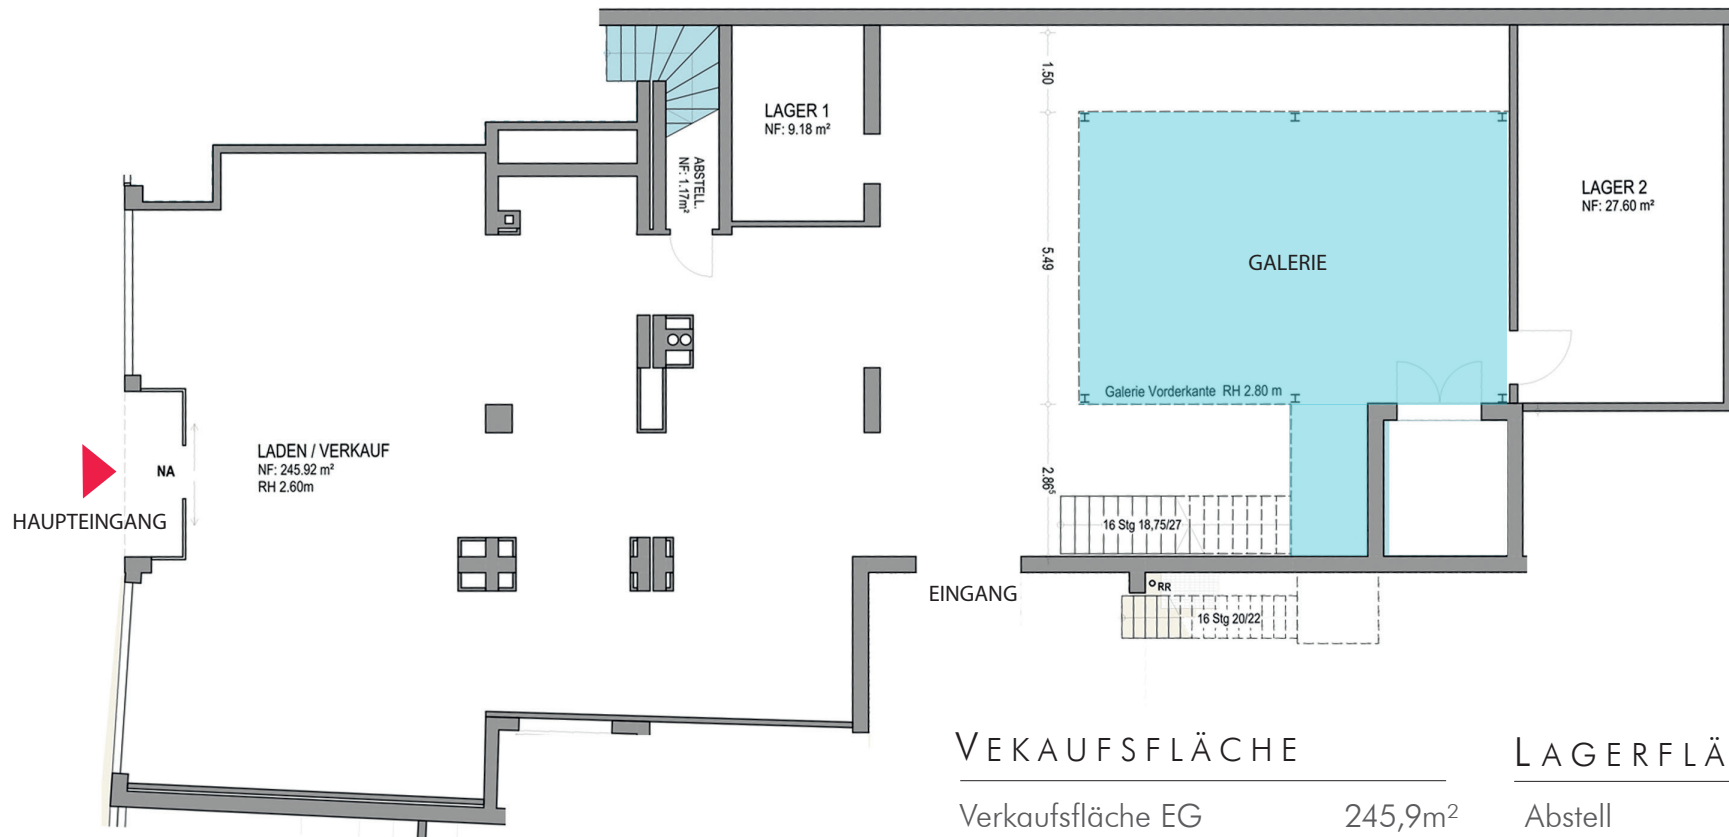 LAGER 1
NF: 9.18 m²
ABSTELL.
NF: 1.17m²
1.50
5.49
2.86⁵
LAGER 2
NF: 27.60 m²
GALERIE
Galerie Vorderkante RH 2.80 m
LADEN / VERKAUF
NF: 245.92 m²
RH 2.60m
NA
HAUPTEINGANG
16 Stg 18,75/27
EINGANG
RR
16 Stg 20/22
VEKAUFSFLÄCHE
Verkaufsfläche EG 245,9m²
LAGERFLÄ
Abstell